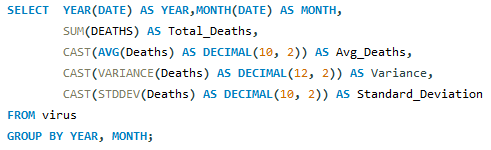 SELECT YEAR(DATE) AS YEAR,MONTH(DATE) AS MONTH,
SUM(DEATHS) AS Total_Deaths,
CAST(AVG(Deaths) AS DECIMAL(10, 2)) AS Avg_Deaths,
CAST(VARIANCE(Deaths) AS DECIMAL(12, 2)) AS Variance,
CAST(STDDEV(Deaths) AS DECIMAL(10, 2)) AS Standard_Deviation
FROM virus
GROUP BY YEAR, MONTH;